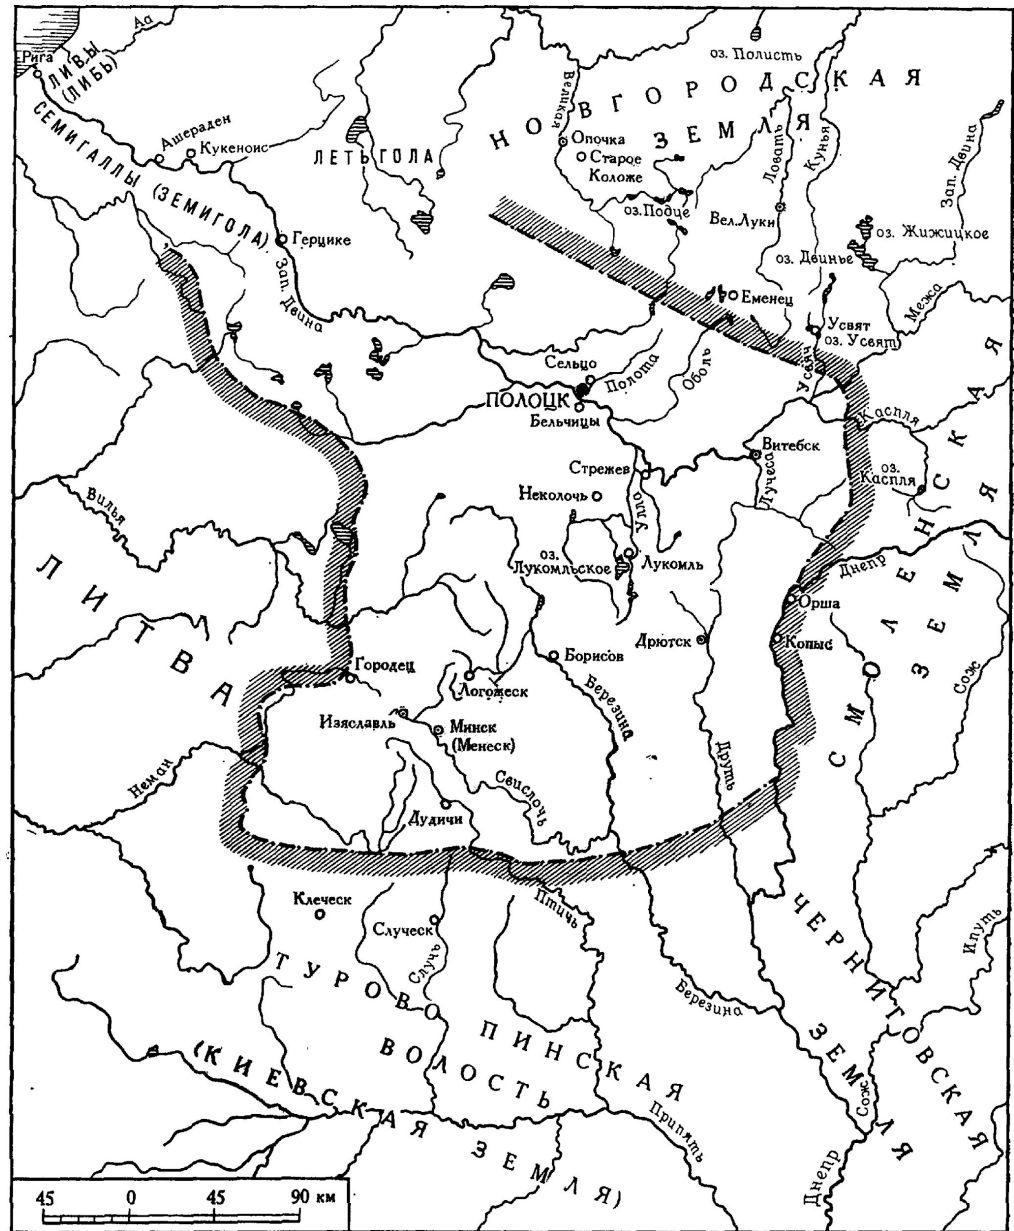 Аа
Рига
ЛИВЫ
(ЛИБЬ)
СЕМИГАЛЛЫ (ЗЕМИГОЛА)
Ашераден
Кукеноис
ЛЕТЬГОЛА
Герцике
Зап. Двина
Великая
оз. Полисть
НОВГОРОДСКАЯ
ЗЕМЛЯ
Опочка
Старое
Коложе
оз. Подце
Ловать
Кунья
Вел. Луки
Зап. Двина
оз. Жижицкое
оз. Двинье
Межа
Еменец
Усвят
оз. Усвят
Усвяч
Сельцо
Полота
Оболь
ПОЛОЦК
Бельчицы
Каспля
Витебск
Лучеса
оз.
Каспля
Стрежев
Неколочь
Улла
Вилья
оз.
Лукомльское
Лукомль
Днепр
СМОЛЕНСКАЯ
ЗЕМЛЯ
ЛИТВА
Орша
Копыс
Дрютск
Борисов
Городец
Логожеск
Изяславль
Минск
(Менеск)
Березина
Друть
Сож
Неман
Свислочь
Дудичи
Клеческ
Случеск
Случь
Птичь
ТУРОВО ПИНСКАЯ
ВОЛОСТЬ
(КИЕВСКАЯ ЗЕМЛЯ)
Березина
Ипуть
ЧЕРНИГОВСКАЯ
ЗЕМЛЯ
Сож
Припять
Днепр
45 0 45 90 км